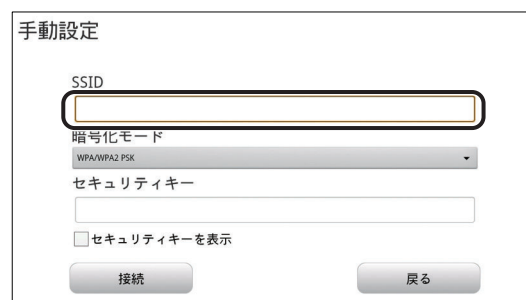 手動設定
SSID
暗号化モード
WPA/WPA2 PSK
セキュリティキー
セキュリティキーを表示
接続
戻る